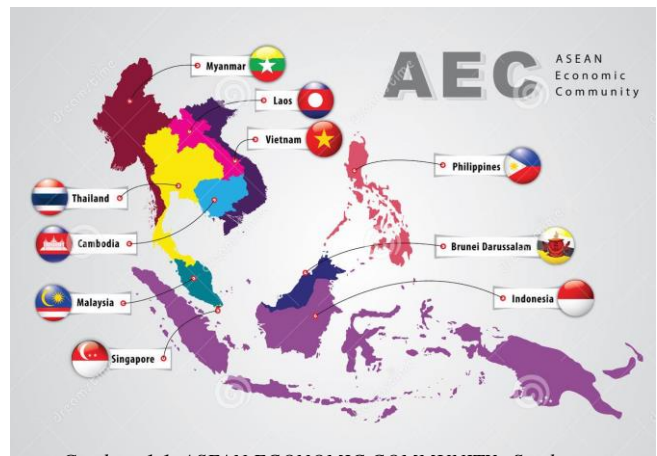 AEC
ASEAN
Economic
Community
Myanmar
Laos
Vietnam
Philippines
Thailand
Cambodia
Brunei Darussalam
Malaysia
Indonesia
Singapore